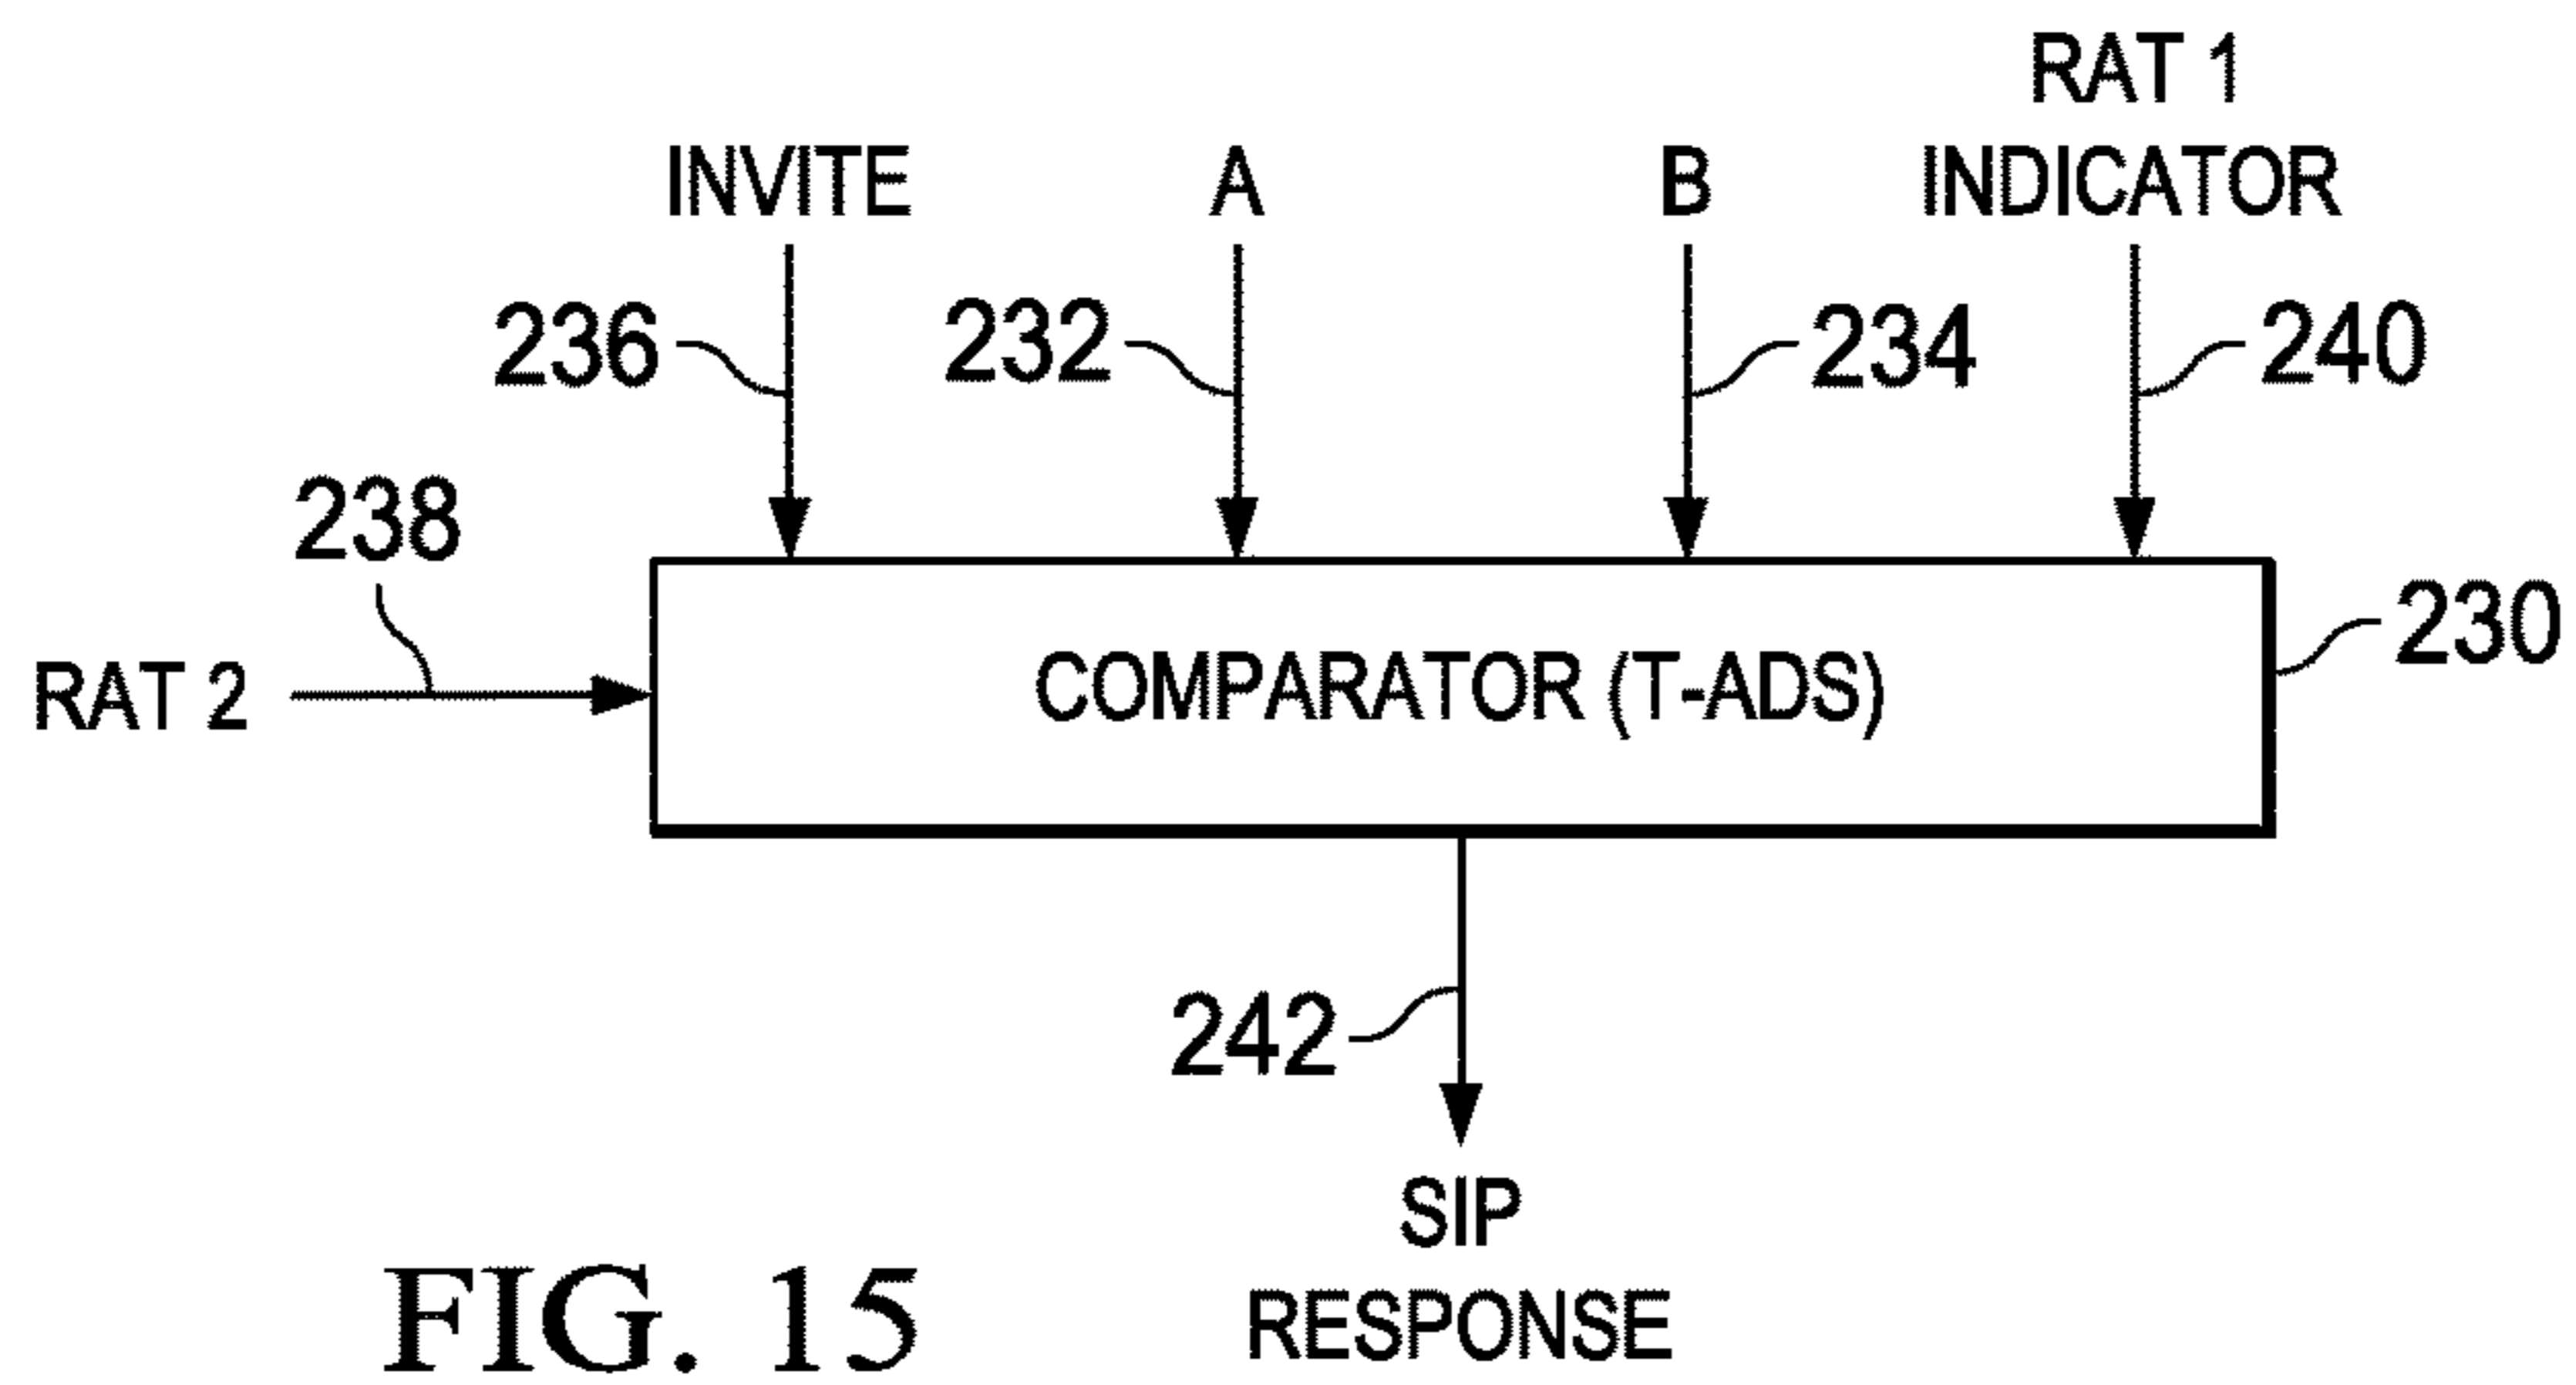 RAT 1
INVITE A B INDICATOR
236 232 234 240
238
230
RAT 2 COMPARATOR (T-ADS)
242
SIP
RESPONSE
FIG. 15